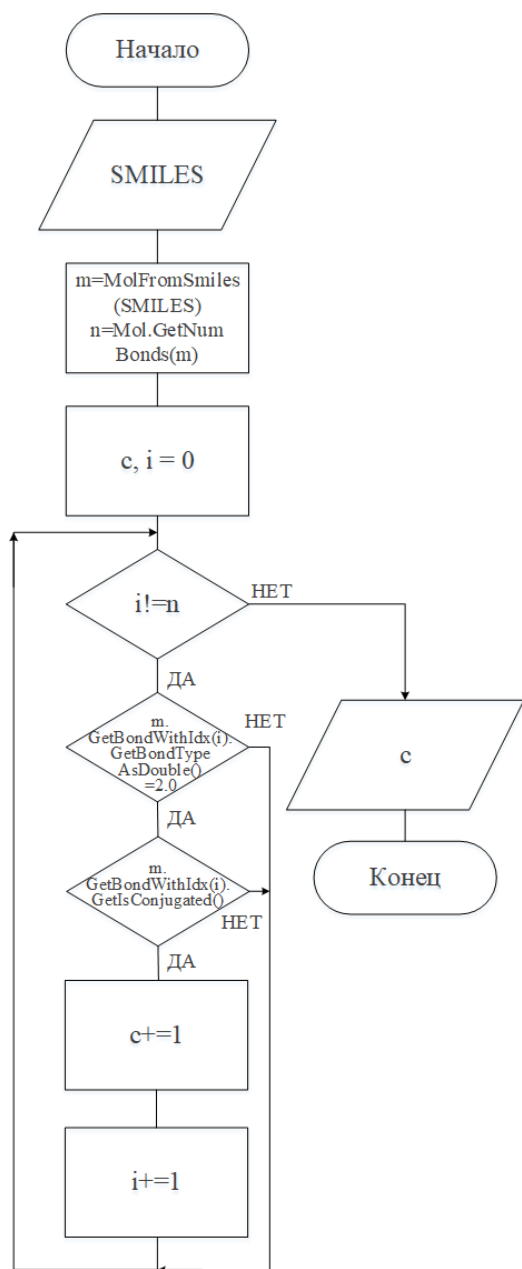 Начало
SMILES
m=MolFromSmiles
(SMILES)
n=Mol.GetNum
Bonds(m)
c, i = 0
i!=n
НЕТ
ДА
m.
GetBondWithIdx(i).
GetBondType
AsDouble()
=2.0
НЕТ
c
ДА
m.
GetBondWithIdx(i).
GetIsConjugated()
НЕТ
Конец
ДА
c+=1
i+=1